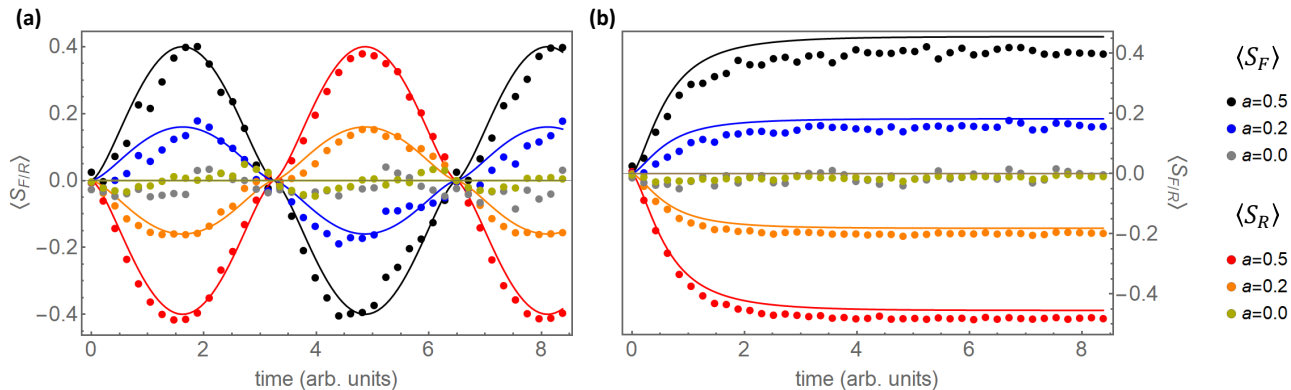 (a)
(b)
0.4
0.2
0.0
−0.2
−0.4
⟨S_{F/R}⟩
0 2 4 6 8
time (arb. units)
0.4
0.2
0.0
−0.2
−0.4
⟨S_{F/R}⟩
0 2 4 6 8
time (arb. units)
⟨S_F⟩
a=0.5
a=0.2
a=0.0
⟨S_R⟩
a=0.5
a=0.2
a=0.0